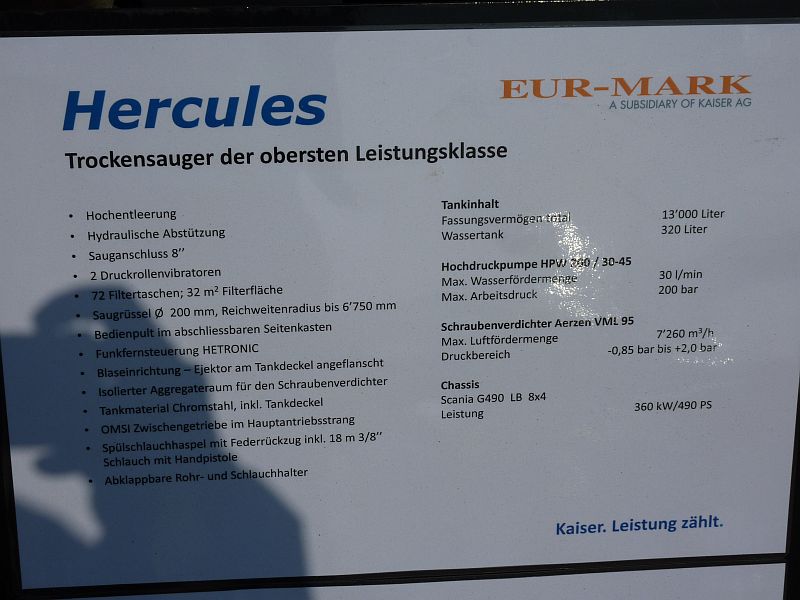 Hercules
EUR-MARK
A SUBSIDIARY OF KAISER AG
Trockensauger der obersten Leistungsklasse
• Hochentleerung
• Hydraulische Abstützung
• Sauganschluss 8’’
• 2 Druckrollenvibratoren
• 72 Filtertaschen; 32 m² Filterfläche
• Saugrüssel Ø 200 mm, Reichweitenradius bis 6'750 mm
• Bedienpult im abschliessbaren Seitenkasten
• Funkfernsteuerung HETRONIC
• Blaseinrichtung – Ejektor am Tankdeckel angeflanscht
• Isolierter Aggregateraum für den Schraubenverdichter
• Tankmaterial Chromstahl, inkl. Tankdeckel
• OMSI Zwischengetriebe im Hauptantriebsstrang
• Spülschlauchhaspel mit Federrückzug inkl. 18 m 3/8’’
Schlauch mit Handpistole
• Abklappbare Rohr- und Schlauchhalter
Tankinhalt
Fassungsvermögen total 13'000 Liter
Wassertank 320 Liter
Hochdruckpumpe HPW 200 / 30-45
Max. Wasserfördermenge 30 l/min
Max. Arbeitsdruck 200 bar
Schraubenverdichter Aerzen VML 95
Max. Luftfördermenge 7'260 m³/h
Druckbereich -0,85 bar bis +2,0 bar
Chassis
Scania G490 LB 8x4
Leistung 360 kW/490 PS
Kaiser. Leistung zählt.